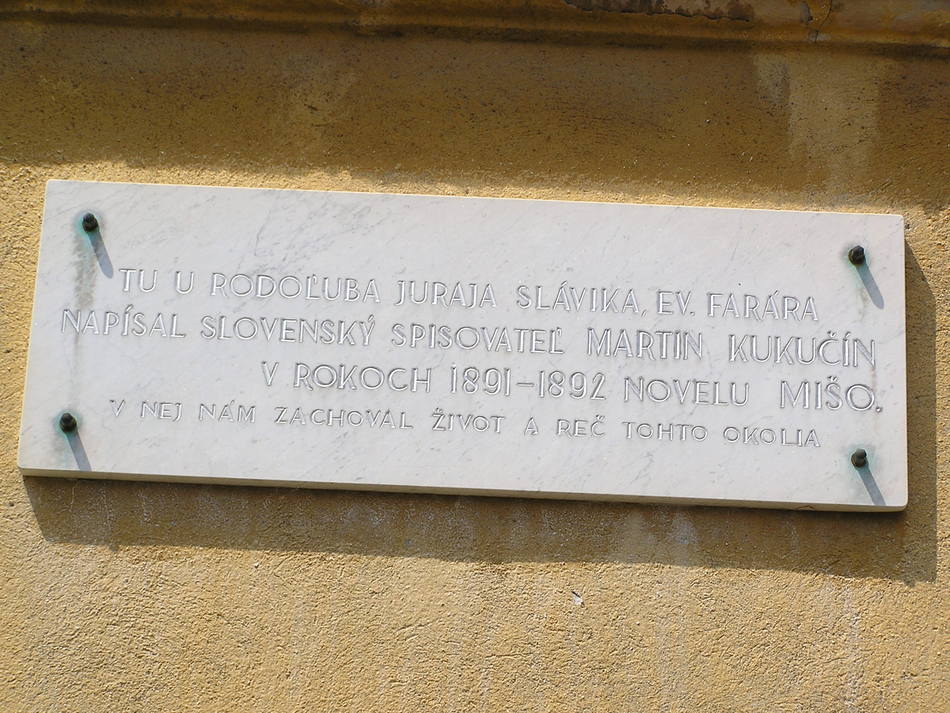 TU U RODOĽUBA JURAJA SLÁVIKA, EV. FARÁRA
NAPÍSAL SLOVENSKÝ SPISOVATEĽ MARTIN KUKUČÍN
V ROKOCH 1891-1892 NOVELU MIŠO.
V NEJ NÁM ZACHOVAL ŽIVOT A REČ TOHTO OKOLIA